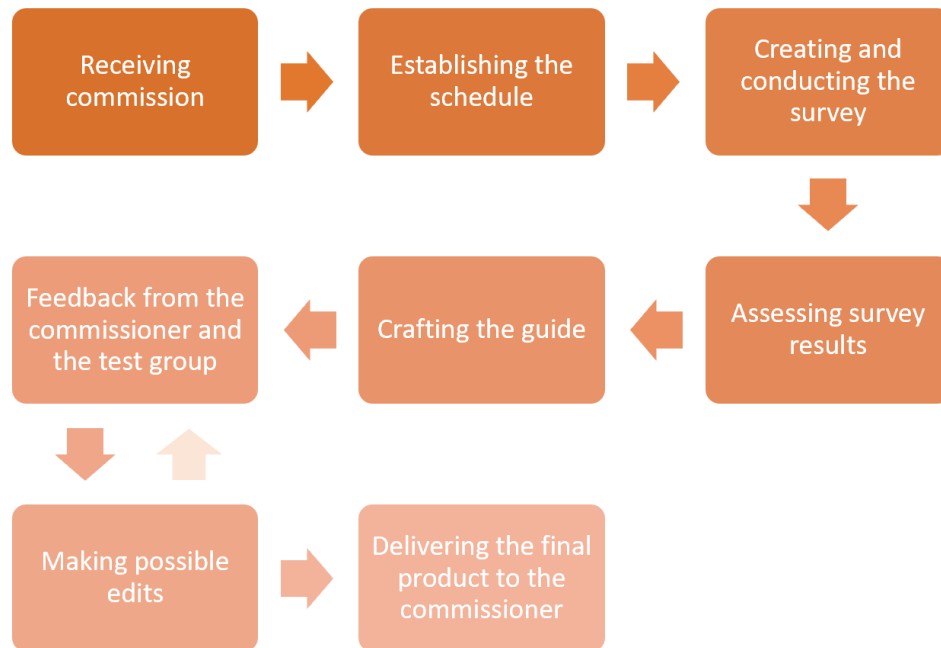 Receiving
commission
Establishing the
schedule
Creating and
conducting the
survey
Assessing survey
results
Crafting the guide
Feedback from the
commissioner and
the test group
Making possible
edits
Delivering the final
product to the
commissioner